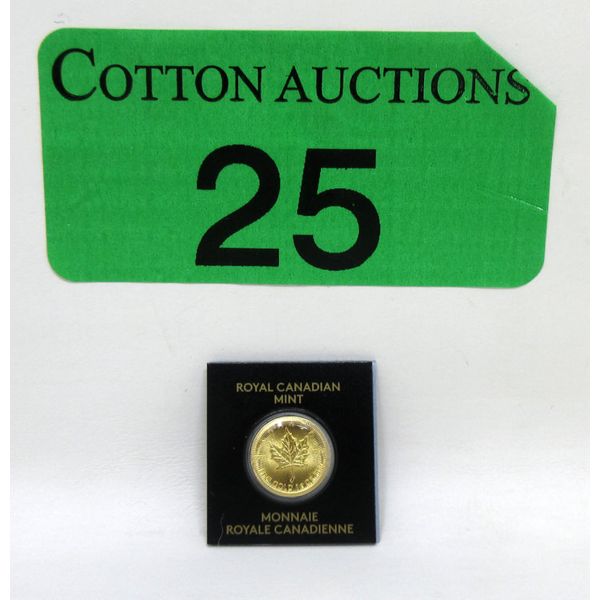 COTTON AUCTIONS
25
ROYAL CANADIAN
MINT
MONNAIE
ROYALE CANADIENNE